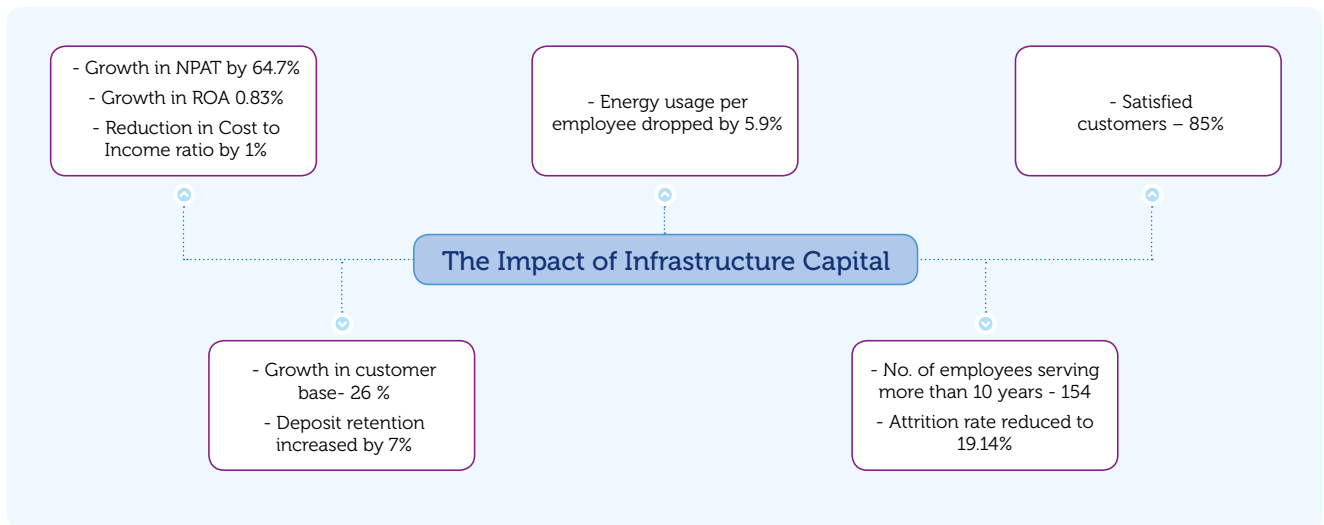 - Growth in NPAT by 64.7%
- Growth in ROA 0.83%
- Reduction in Cost to
Income ratio by 1%
- Energy usage per
employee dropped by 5.9%
- Satisfied
customers – 85%
The Impact of Infrastructure Capital
- Growth in customer
base- 26 %
- Deposit retention
increased by 7%
- No. of employees serving
more than 10 years - 154
- Attrition rate reduced to
19.14%